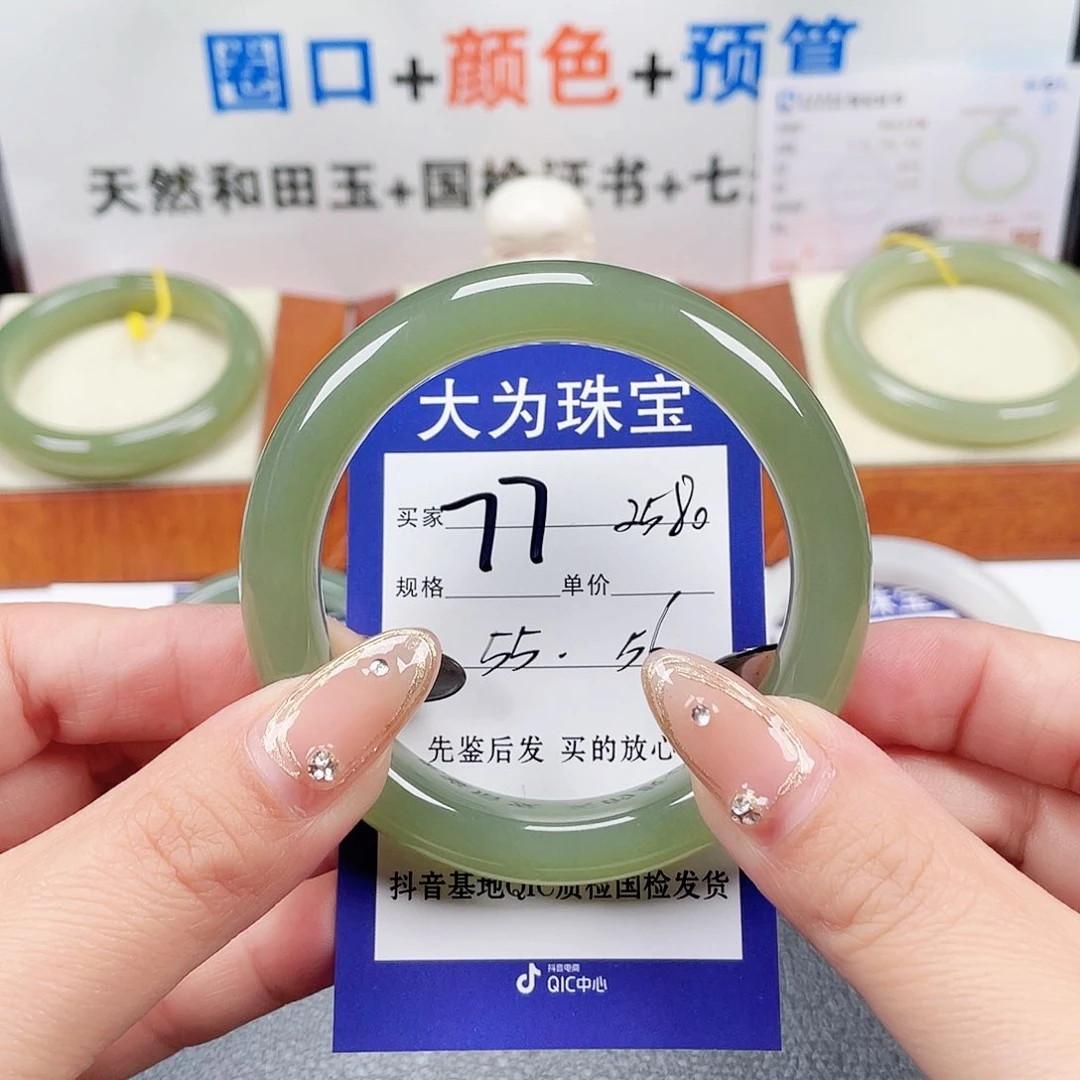 圈口+颜色+预算
天然和田玉+国检证书+七
大为珠宝
买家 77 2580
规格 单价
55. 56
先鉴后发 买的放心
抖音基地QIC质检国检发货
抖音电商
QIC中心